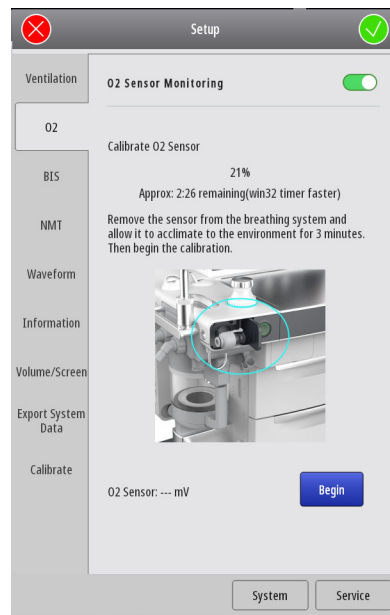 Setup
Ventilation
O2 Sensor Monitoring
O2
Calibrate O2 Sensor
BIS
21%
Approx: 2:26 remaining(win32 timer faster)
NMT
Remove the sensor from the breathing system and
allow it to acclimate to the environment for 3 minutes.
Then begin the calibration.
Waveform
Information
Volume/Screen
Export System
Data
Calibrate
O2 Sensor: --- mV
Begin
System
Service